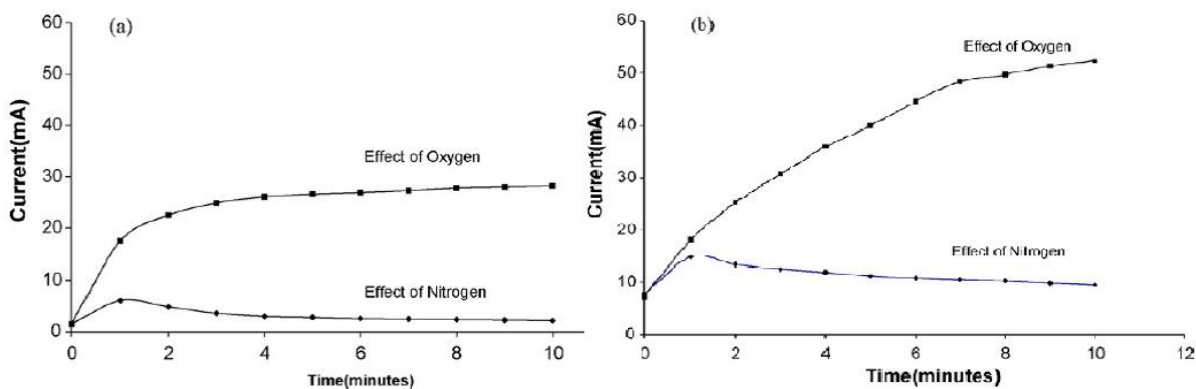 (a)
60
50
40
30
20
10
0
Current(mA)
Effect of Oxygen
Effect of Nitrogen
0 2 4 6 8 10
Time(minutes)
(b)
60
50
40
30
20
10
0
Current(mA)
Effect of Oxygen
Effect of Nitrogen
0 2 4 6 8 10 12
Time(minutes)